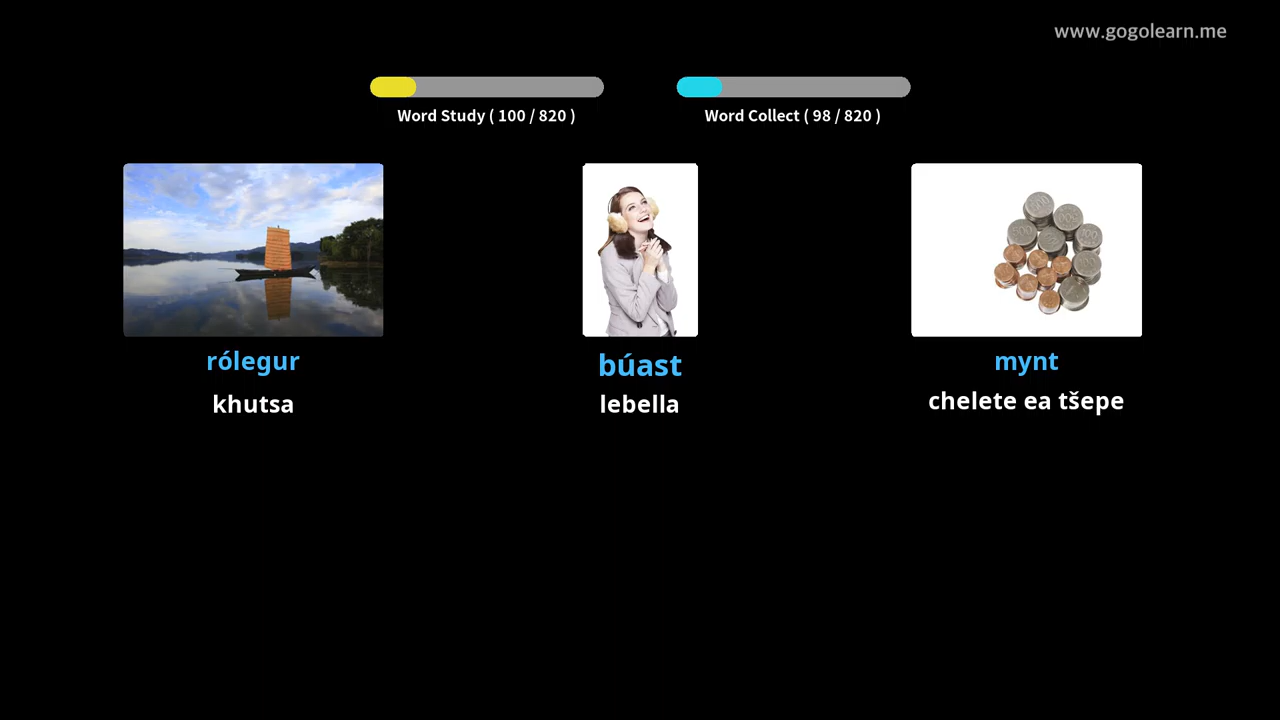 www.gogolearn.me
Word Study ( 100 / 820 )
Word Collect ( 98 / 820 )
rólegur
khutsa
búast
lebella
mynt
chelete ea tšepe